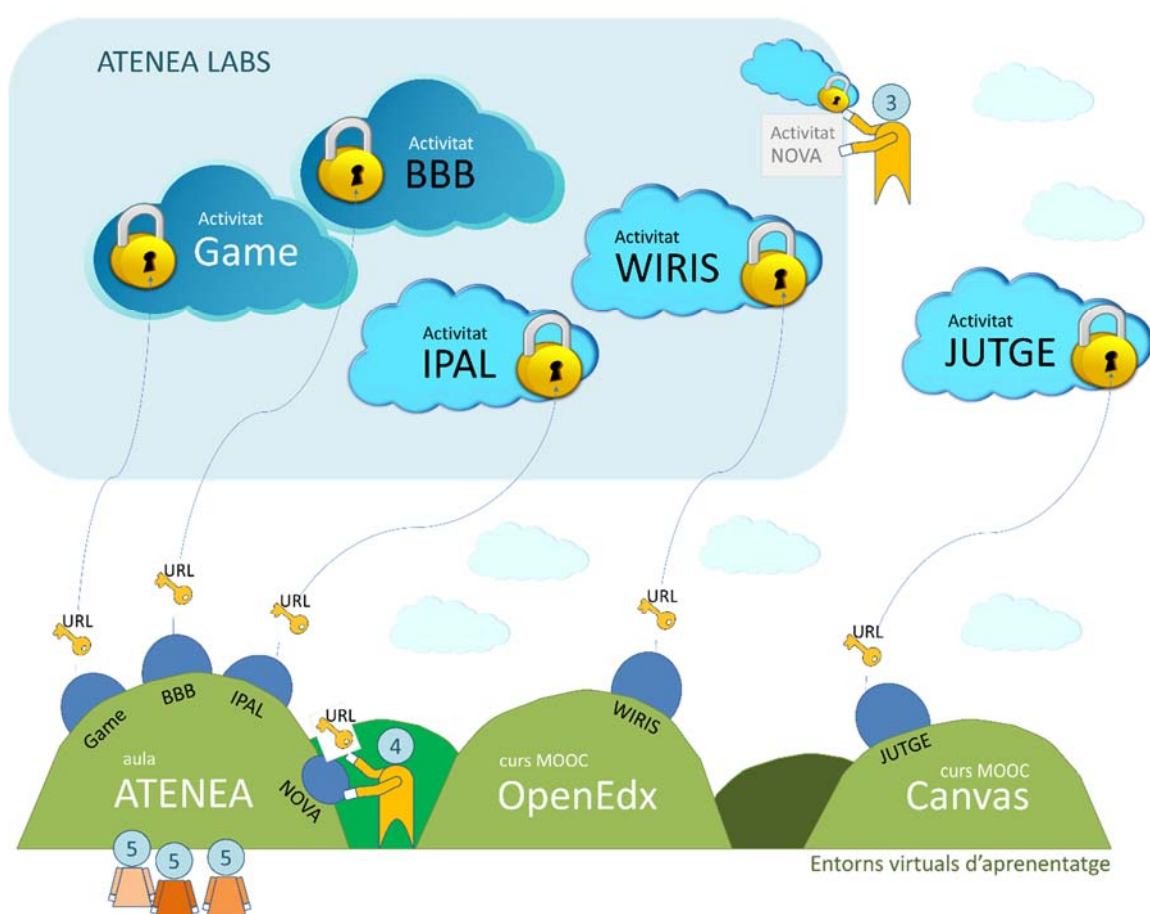 ATENEA LABS
3
Activitat
NOVA
Activitat
BBB
Activitat
Game
Activitat
WIRIS
Activitat
IPAL
Activitat
JUTGE
URL
URL
URL
URL
URL
Game
BBB
IPAL
WIRIS
JUTGE
URL
NOVA
4
aula
ATENEA
curs MOOC
OpenEdx
curs MOOC
Canvas
5
5
5
Entorns virtuals d’aprenentatge